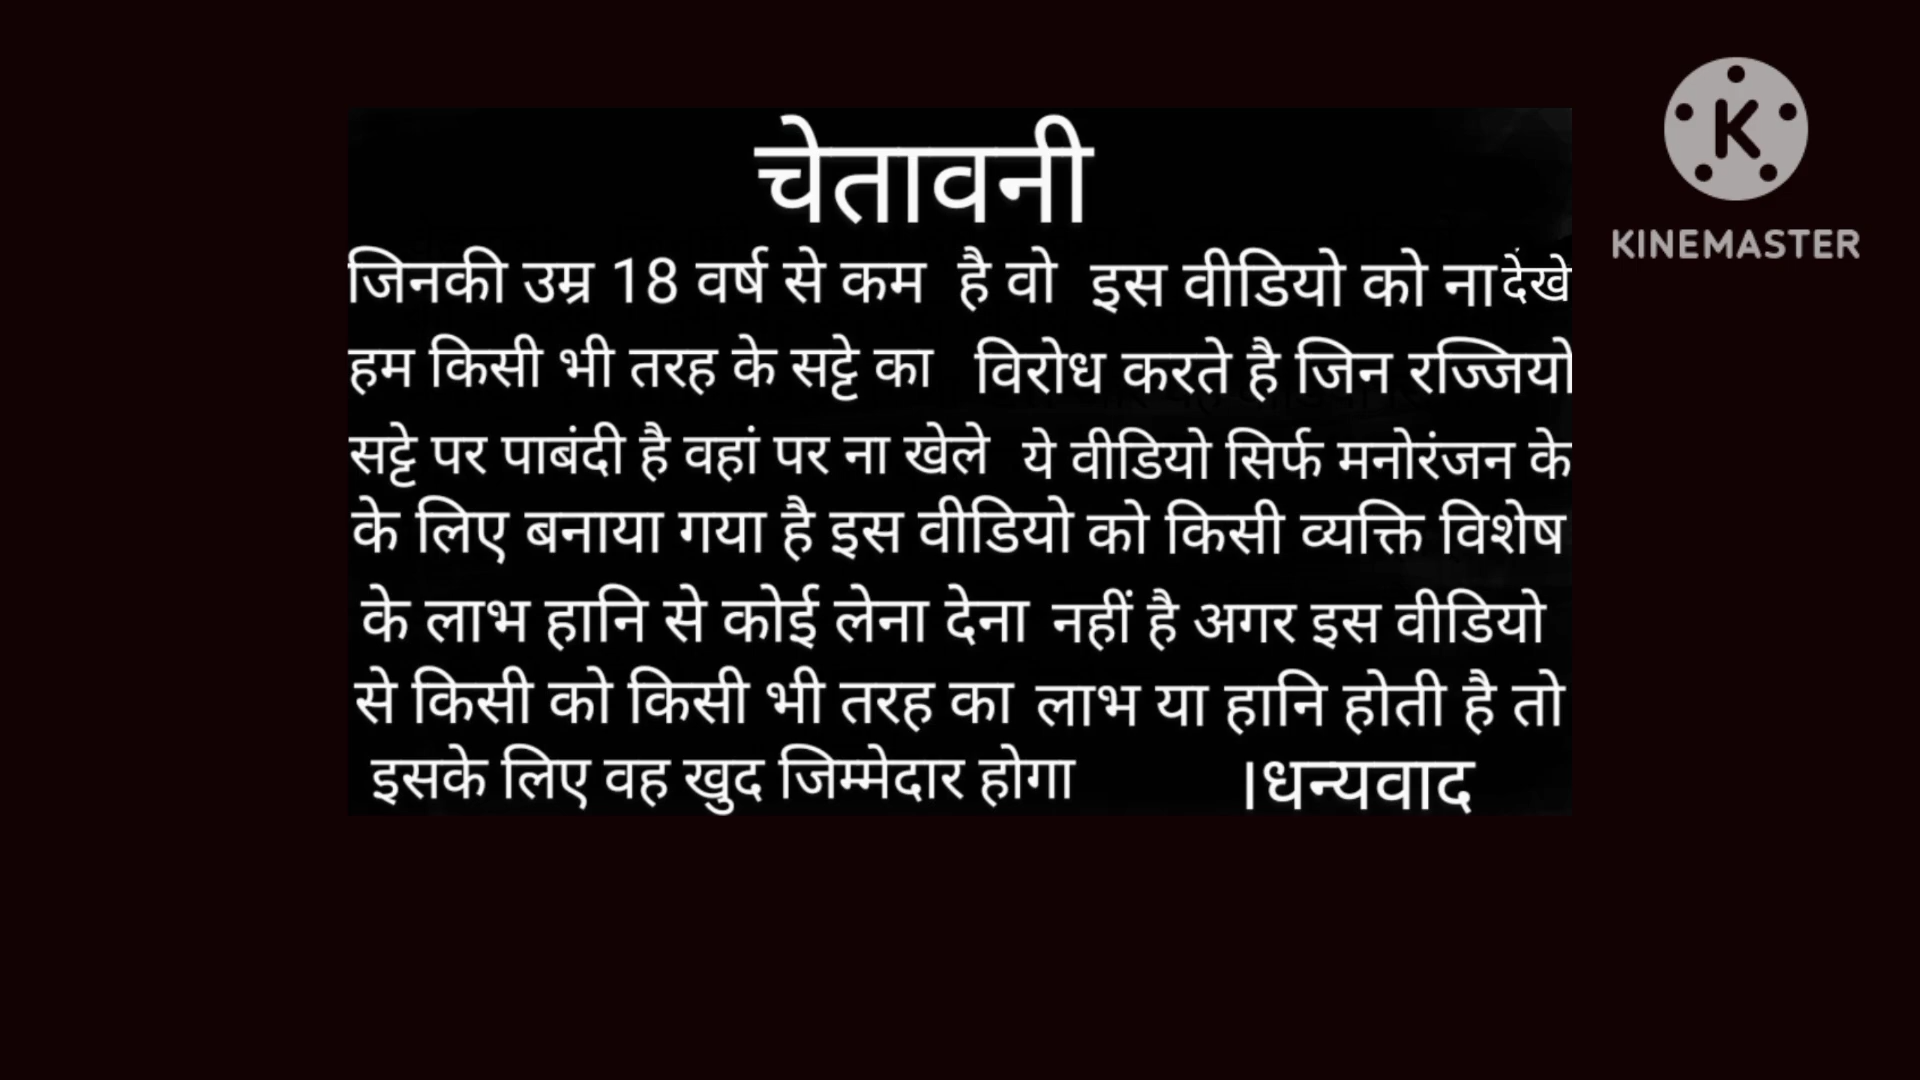 चेतावनी
जिनकी उम्र 18 वर्ष से कम है वो इस वीडियो को ना देखे
हम किसी भी तरह के सट्टे का विरोध करते है जिन रज्जियो
सट्टे पर पाबंदी है वहां पर ना खेले ये वीडियो सिर्फ मनोरंजन के
के लिए बनाया गया है इस वीडियो को किसी व्यक्ति विशेष
के लाभ हानि से कोई लेना देना नहीं है अगर इस वीडियो
से किसी को किसी भी तरह का लाभ या हानि होती है तो
इसके लिए वह खुद जिम्मेदार होगा ।धन्यवाद
KINEMASTER